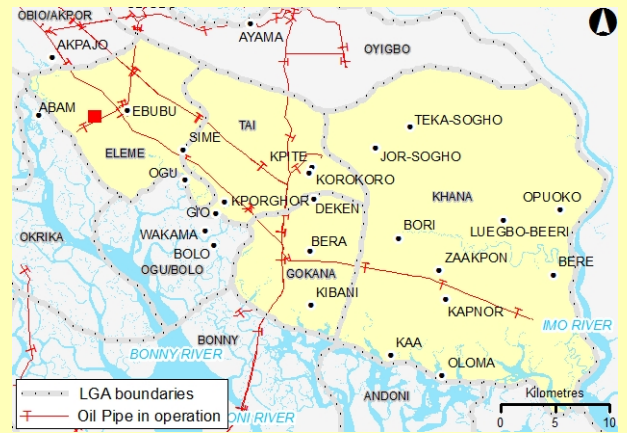 OBIO/AKPOR
AKPAJO
AYAMA
OYIGBO
ABAM
EBUBU
TAI
TEKA-SOGHO
SIME
ELEME
KPITE
JOR-SOGHO
OGU
KOROKORO
KHANA
OPUOKO
KPORGHOR
DEKEN
GIO
LUEGBO-BEERI
WAKAMA
BORI
OKRIKA
BOLO
BERA
ZAAKPON
BERE
OGU/BOLO
GOKANA
KIBANI
KAPNOR
IMO RIVER
BONNY
BONNY RIVER
KAA
OLOMA
ANDONI
Kilometres
0 5 10
LGA boundaries
Oil Pipe in operation
ONI RIVER